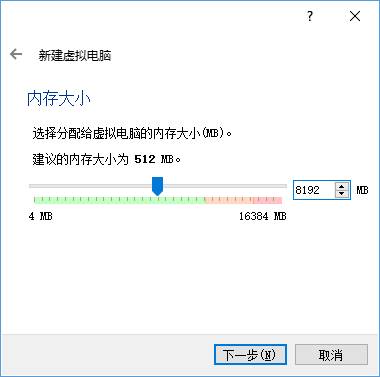 ?
新建虚拟电脑
内存大小
选择分配给虚拟电脑的内存大小(MB)。
建议的内存大小为 512 MB。
8192 MB
4 MB 16384 MB
下一步(N) 取消